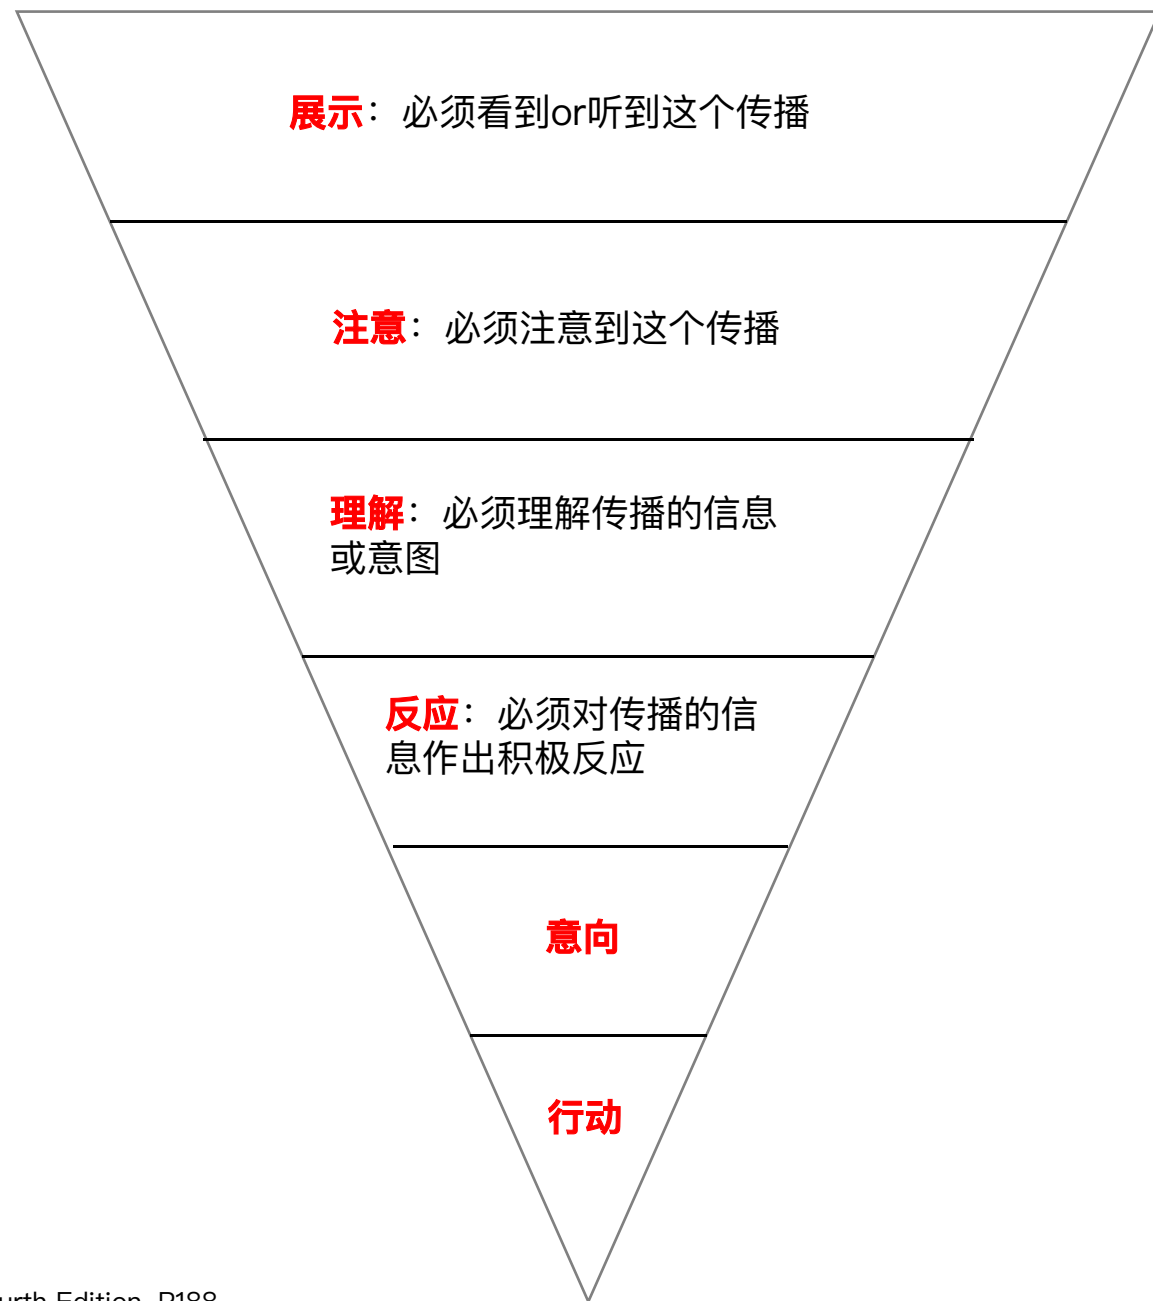 展示：必须看到or听到这个传播
注意：必须注意到这个传播
理解：必须理解传播的信息
或意图
反应：必须对传播的信
息作出积极反应
意向
行动
Edition, P188